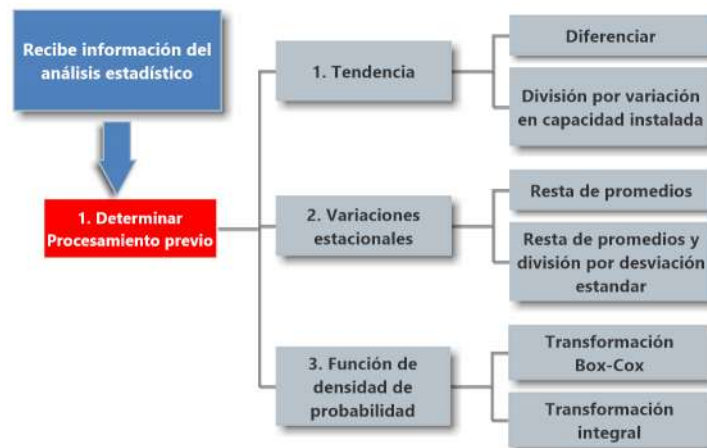 Recibe información del
análisis estadístico
1. Determinar
Procesamiento previo
1. Tendencia
Diferenciar
División por variación
en capacidad instalada
2. Variaciones
estacionales
Resta de promedios
Resta de promedios y
división por desviación
estandar
3. Función de
densidad de
probabilidad
Transformación
Box-Cox
Transformación
integral